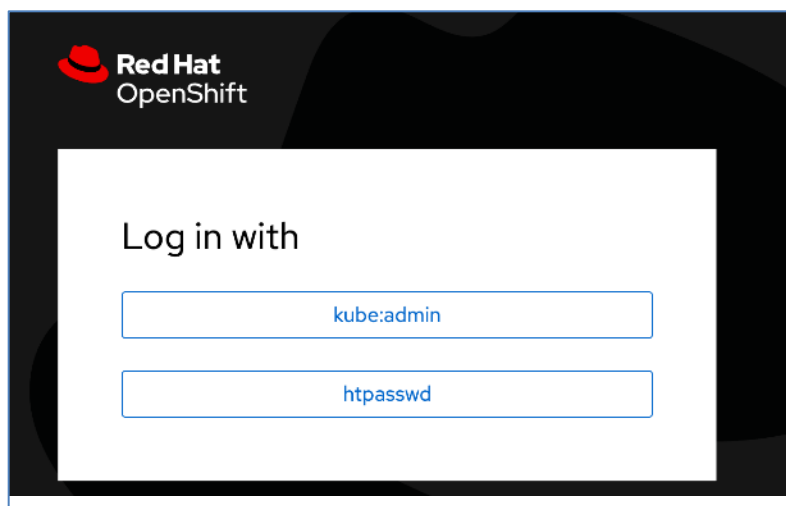 Red Hat
OpenShift
Log in with
kube:admin
htpasswd